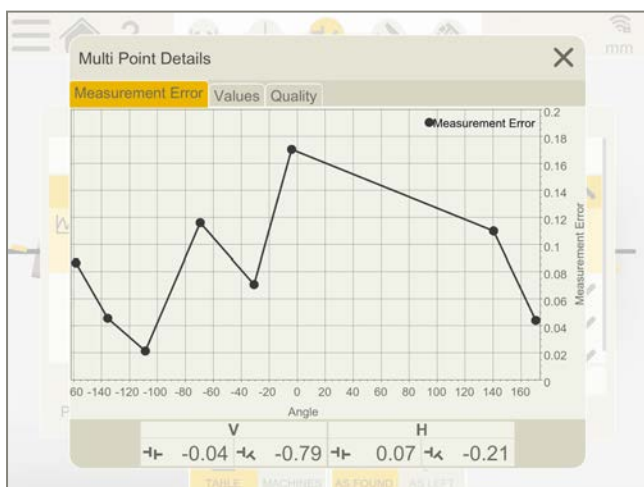 ?
mm
Multi Point Details
Measurement Error Values Quality
Measurement Error
0.2
0.18
0.16
0.14
0.12
0.1
0.08
0.06
0.04
0.02
0
Measurement Error
60 -140 -120 -100 -80 -60 -40 -20 0 20 40 60 80 100 120 140 160
Angle
P
V H
-0.04 -0.79 0.07 -0.21
TABLE MACHINES AS FOUND AS LEFT